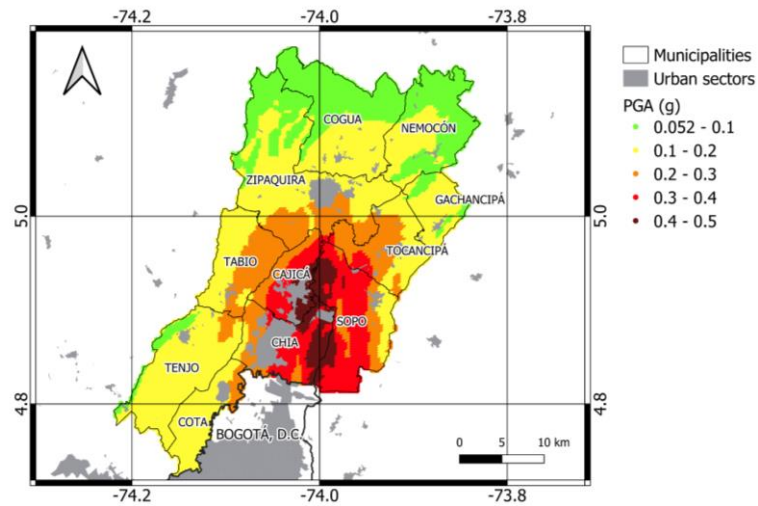 -74.2 -74.0 -73.8
Municipalities
Urban sectors
PGA (g)
0.052 - 0.1
0.1 - 0.2
0.2 - 0.3
0.3 - 0.4
0.4 - 0.5
COGUA
NEMOCÓN
ZIPAQUIRA
GACHANCIPÁ
5.0 5.0
TOCANCIPÁ
TABIO
CAJICÁ
SOPO
CHIA
TENJO
4.8 4.8
COTA
BOGOTÁ, D.C.
0 5 10 km
-74.2 -74.0 -73.8